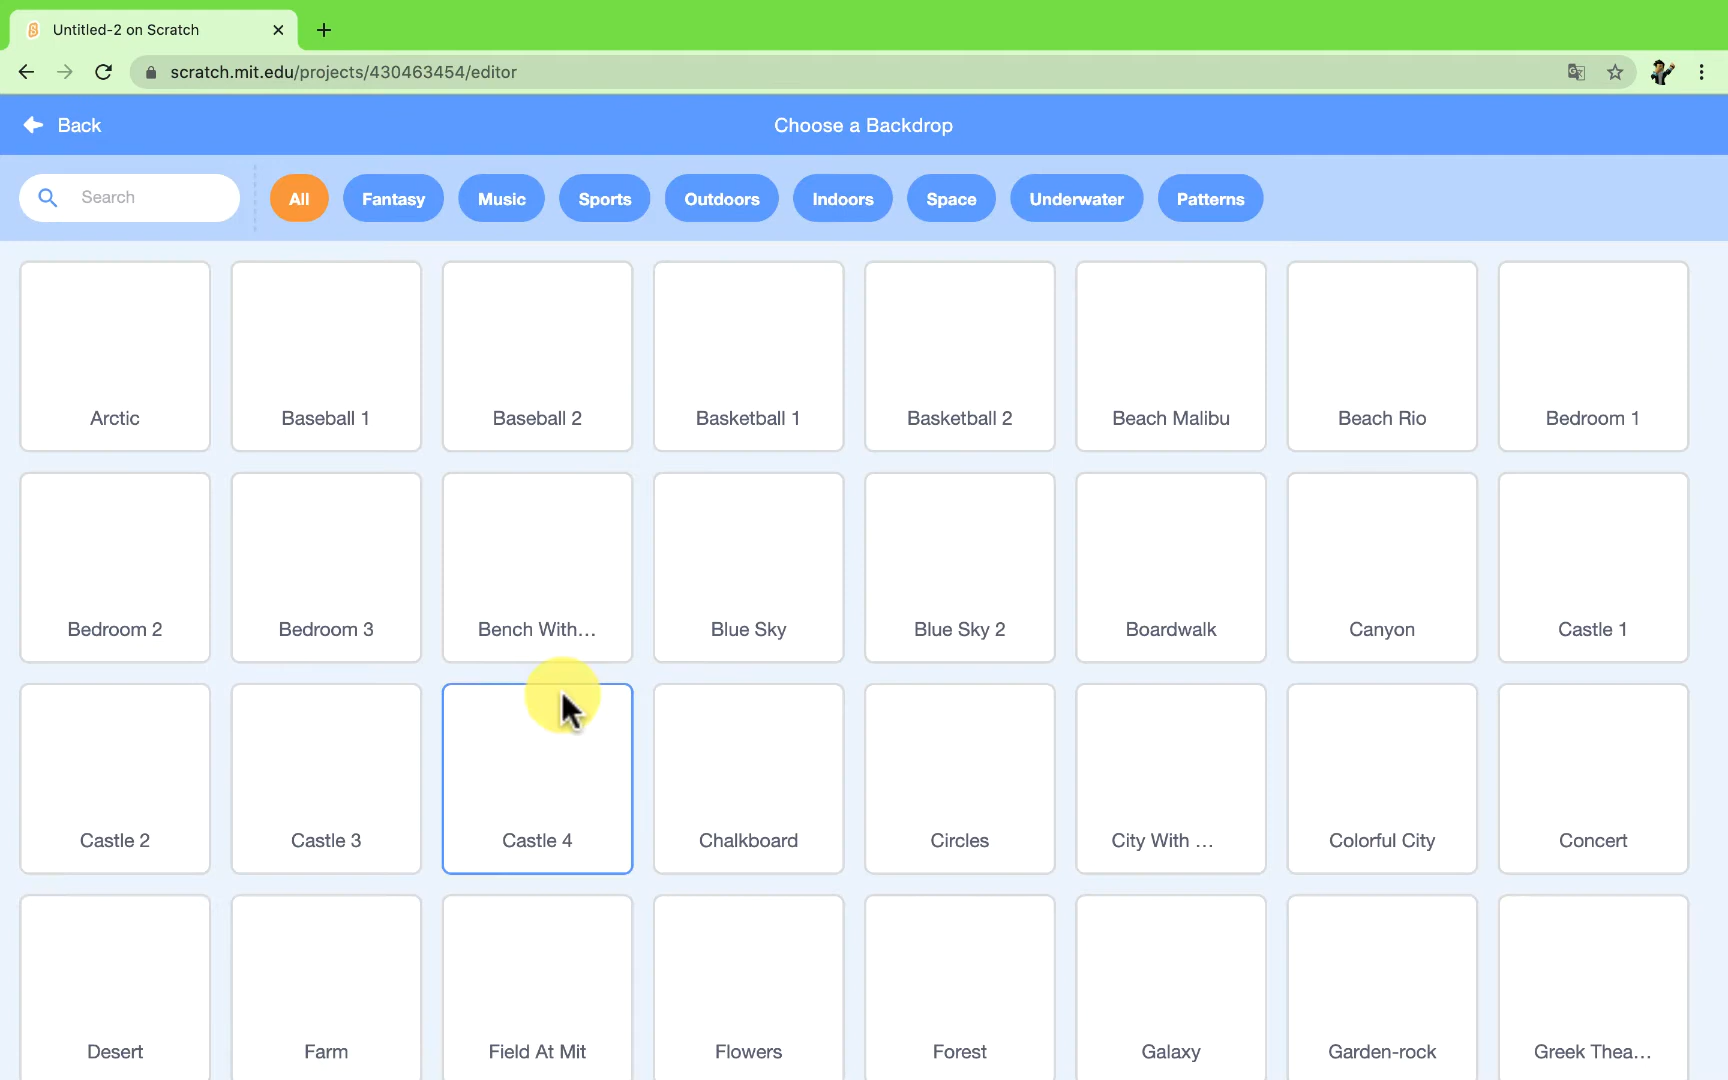 Untitled-2 on Scratch
scratch.mit.edu/projects/430463454/editor
Back
Choose a Backdrop
Search
All
Fantasy
Music
Sports
Outdoors
Indoors
Space
Underwater
Patterns
Arctic
Baseball 1
Baseball 2
Basketball 1
Basketball 2
Beach Malibu
Beach Rio
Bedroom 1
Bedroom 2
Bedroom 3
Bench With...
Blue Sky
Blue Sky 2
Boardwalk
Canyon
Castle 1
Castle 2
Castle 3
Castle 4
Chalkboard
Circles
City With ...
Colorful City
Concert
Desert
Farm
Field At Mit
Flowers
Forest
Galaxy
Garden-rock
Greek Thea...